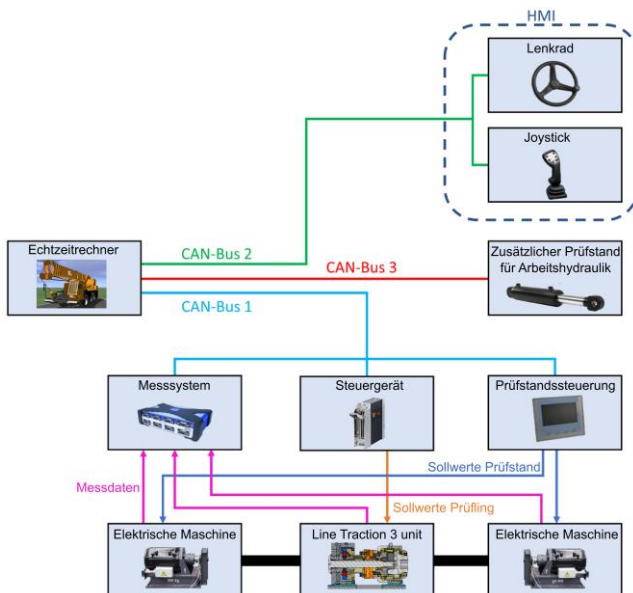 HMI
Lenkrad
Joystick
Echtzeitrechner
CAN-Bus 2
CAN-Bus 3
CAN-Bus 1
Zusätzlicher Prüfstand
für Arbeitshydraulik
Messsystem
Steuergerät
Prüfstandssteuerung
Messdaten
Sollwerte Prüfstand
Sollwerte Prüfling
Elektrische Maschine
Line Traction 3 unit
Elektrische Maschine